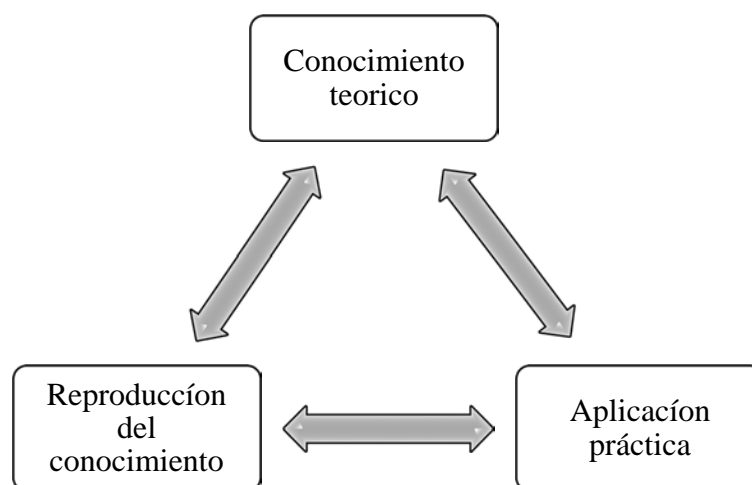 Conocimiento
teorico
Reproduccíon
del
conocimiento
Aplicacíon
práctica